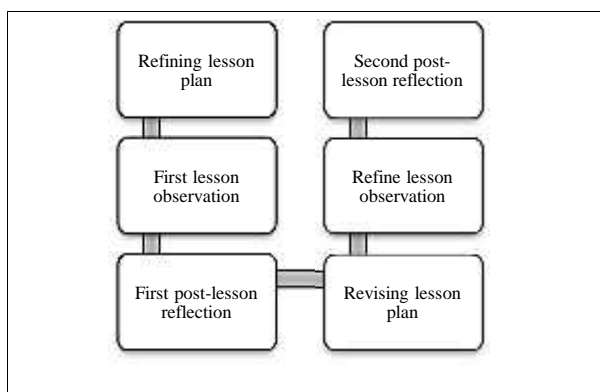 Refining lesson
plan
First lesson
observation
First post-lesson
reflection
Revising lesson
plan
Refine lesson
observation
Second post-
lesson reflection